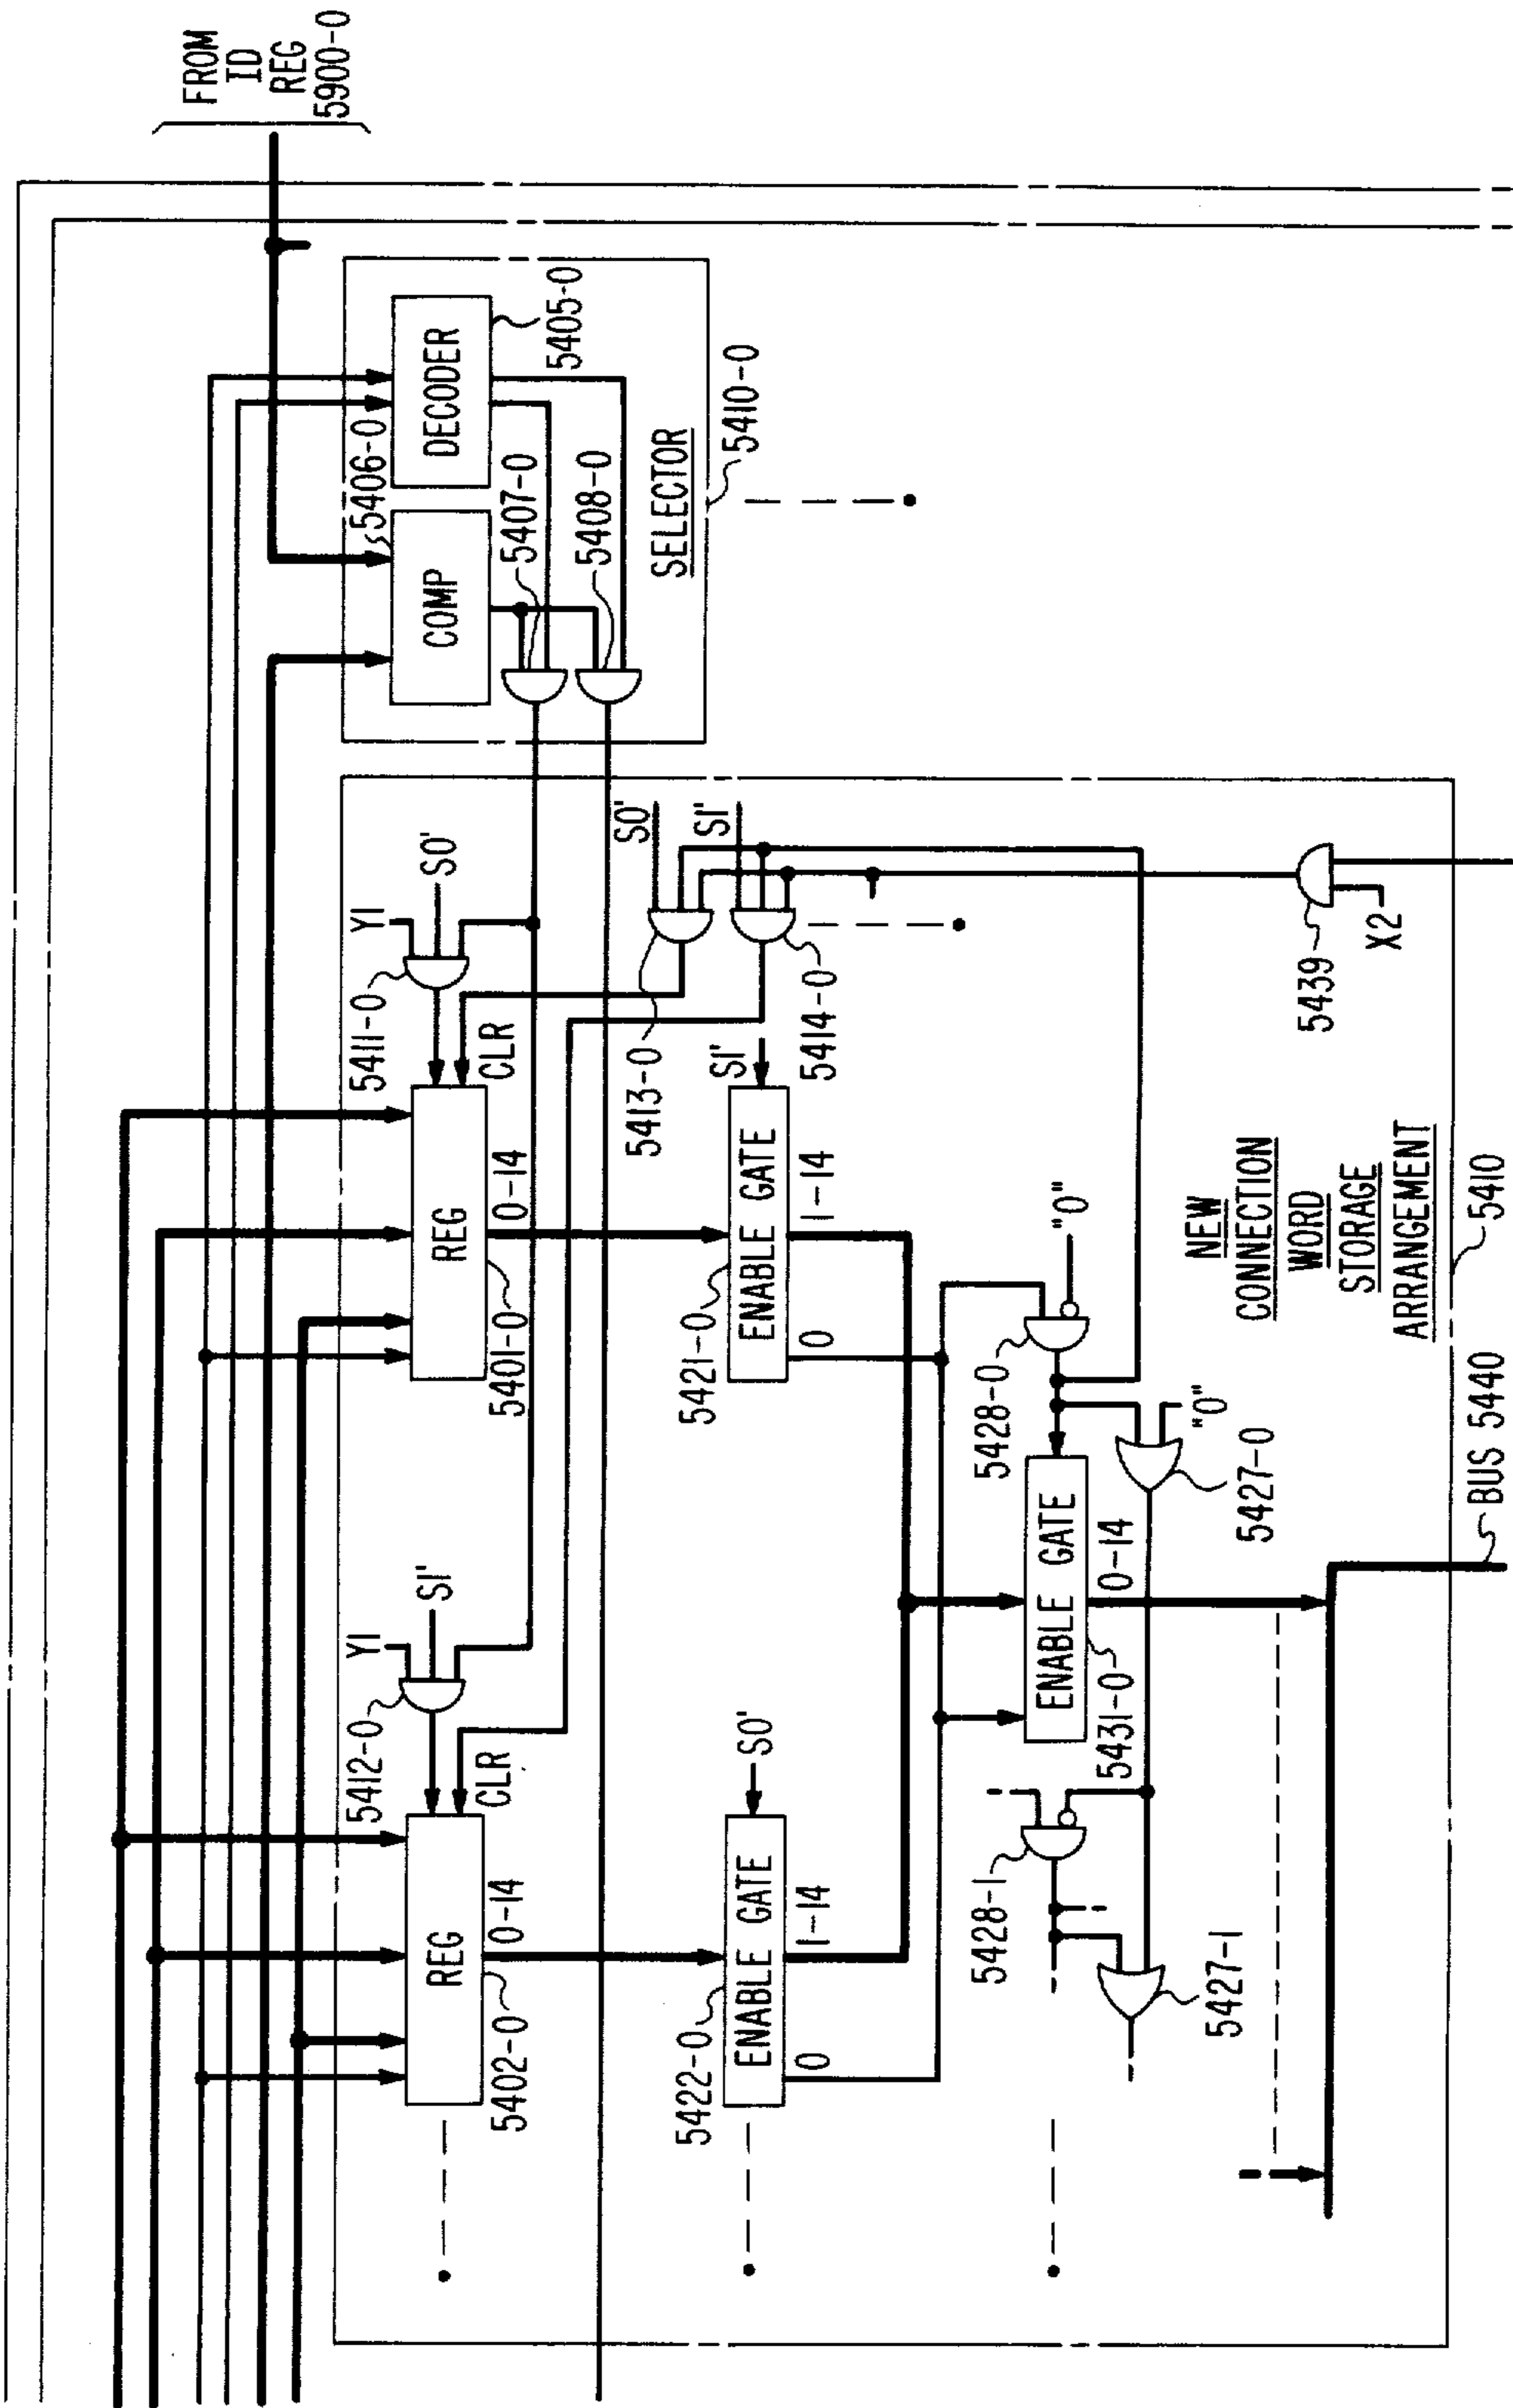 FROM
ID
REG
5900-0
DECODER
5405-0
5406-0
COMP
5407-0
5408-0
SELECTOR
5410-0
Y1
S0'
5411-0
CLR
REG
0-14
5401-0
Y1
S1'
5412-0
CLR
REG
0-14
5402-0
S0'
S1'
5413-0
5414-0
S1'
ENABLE GATE
5421-0
0
1-14
S0'
ENABLE GATE
5422-0
0
1-14
5439
X2
"0"
5428-0
ENABLE GATE
5431-0
0-14
"0"
5427-0
5428-1
5427-1
NEW
CONNECTION
WORD
STORAGE
ARRANGEMENT
5410
BUS 5440